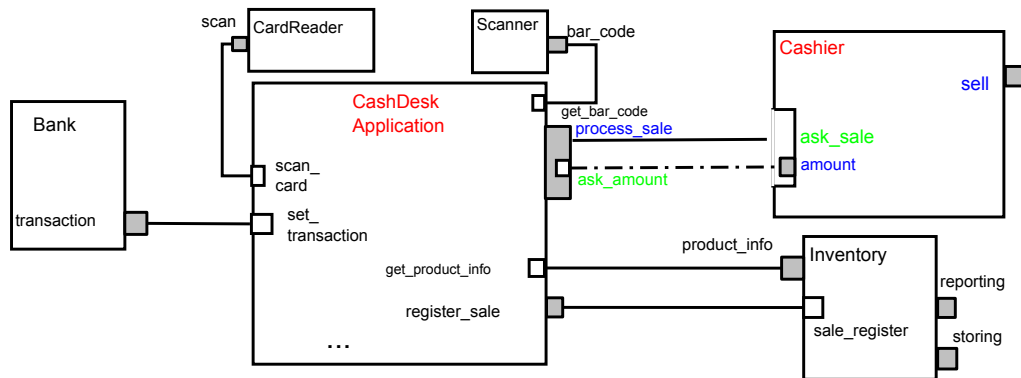 scan
CardReader
Scanner
bar_code
Cashier
sell
CashDesk
Application
get_bar_code
process_sale
ask_sale
Bank
scan_
card
ask_amount
amount
transaction
set_
transaction
product_info
Inventory
get_product_info
reporting
register_sale
sale_register
storing
...